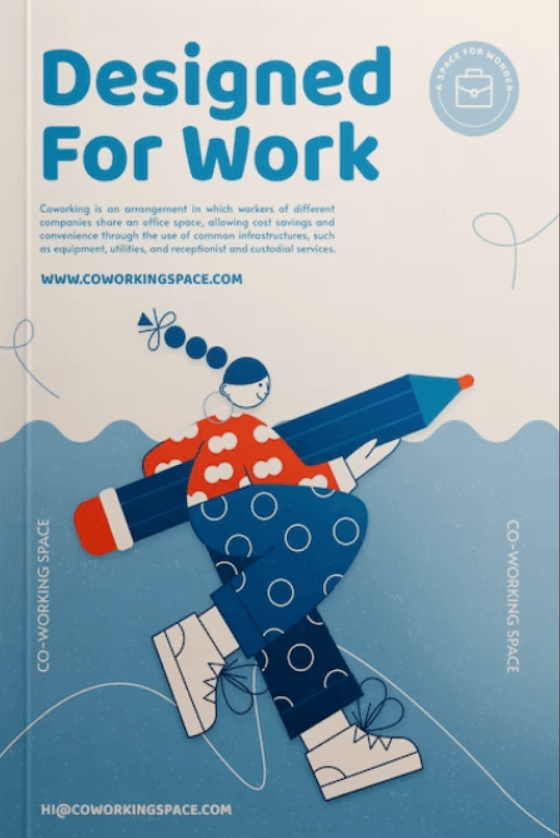 Designed
For Work
A SPACE FOR WONDER
Coworking is an arrangement in which workers of different
companies share an office space, allowing cost savings and
convenience through the use of common infrastructures, such
as equipment, utilities, and receptionist and custodial services.
WWW.COWORKINGSPACE.COM
CO-WORKING SPACE
CO-WORKING SPACE
HI@COWORKINGSPACE.COM